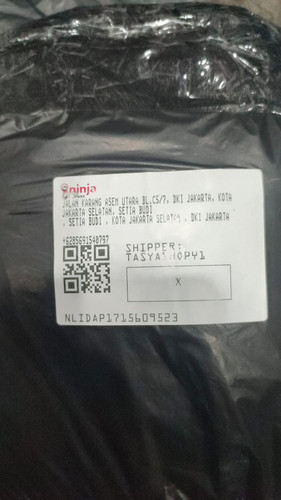 ninja
JALAN KARANG ASEM UTARA BL.C5/7, DKI JAKARTA, KOTA
JAKARTA SELATAN, SETIA BUDI
, SETIA BUDI , KOTA JAKARTA SELATAN , DKI JAKARTA
+6285691540797
SHIPPER:
TASYASHOPY1
X
NLIDAP1715609523